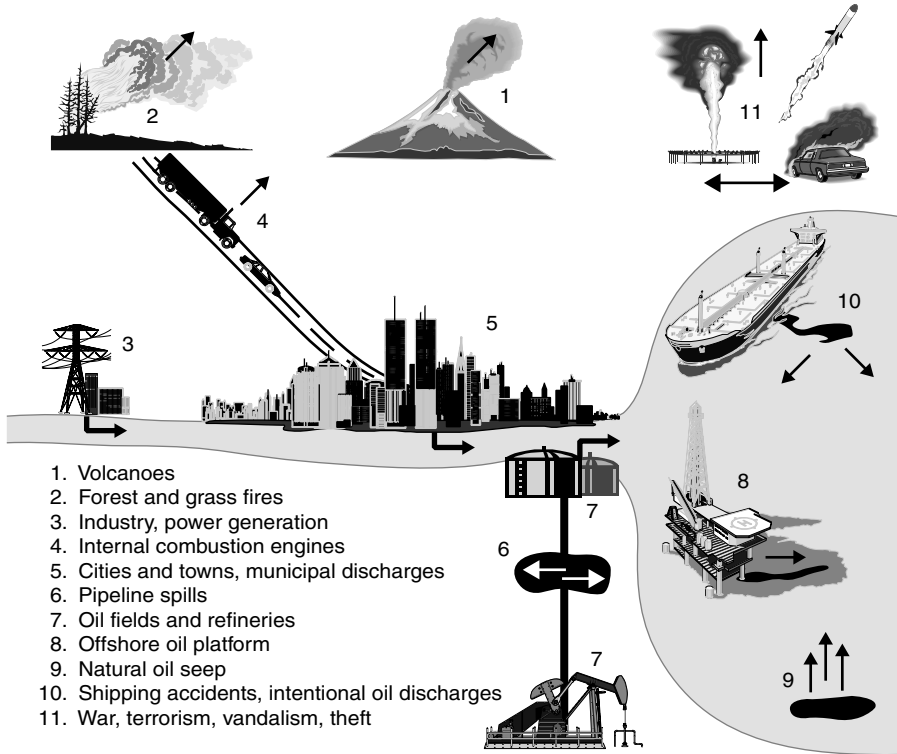 2
1
11
4
10
3
5
8
7
6
7
9
1. Volcanoes
2. Forest and grass fires
3. Industry, power generation
4. Internal combustion engines
5. Cities and towns, municipal discharges
6. Pipeline spills
7. Oil fields and refineries
8. Offshore oil platform
9. Natural oil seep
10. Shipping accidents, intentional oil discharges
11. War, terrorism, vandalism, theft
H